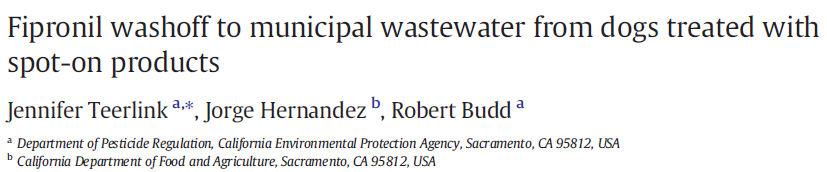 Fipronil washoff to municipal wastewater from dogs treated with
spot-on products
Jennifer Teerlink a,*, Jorge Hernandez b, Robert Budd a
a Department of Pesticide Regulation, California Environmental Protection Agency, Sacramento, CA 95812, USA
b California Department of Food and Agriculture, Sacramento, CA 95812, USA